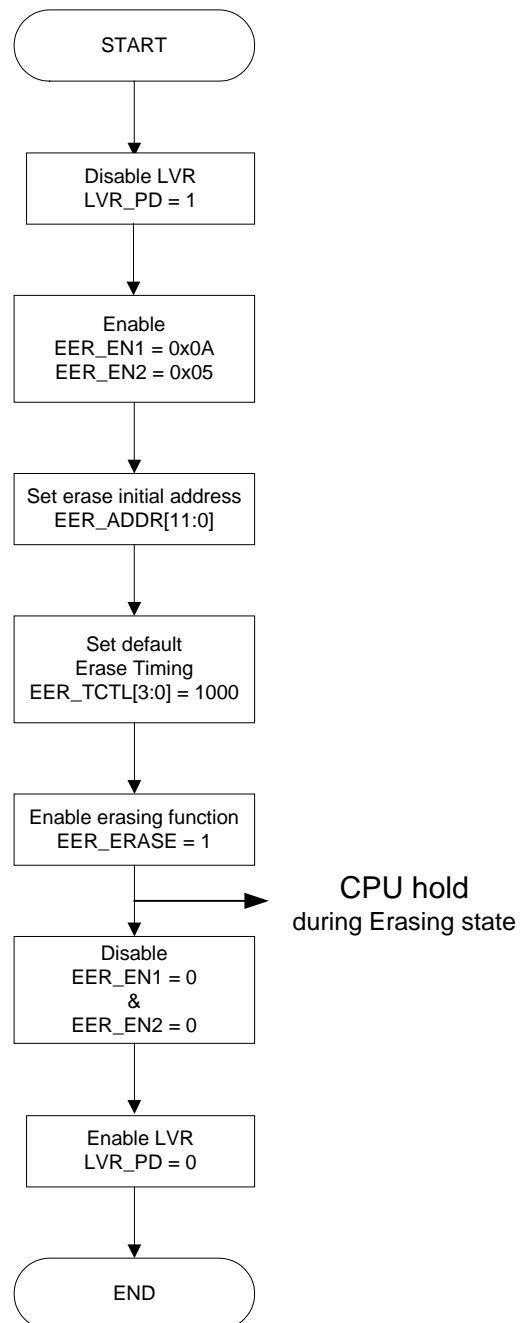 START
Disable LVR
LVR_PD = 1
Enable
EER_EN1 = 0x0A
EER_EN2 = 0x05
Set erase initial address
EER_ADDR[11:0]
Set default
Erase Timing
EER_TCTL[3:0] = 1000
Enable erasing function
EER_ERASE = 1
CPU hold
during Erasing state
Disable
EER_EN1 = 0
&
EER_EN2 = 0
Enable LVR
LVR_PD = 0
END